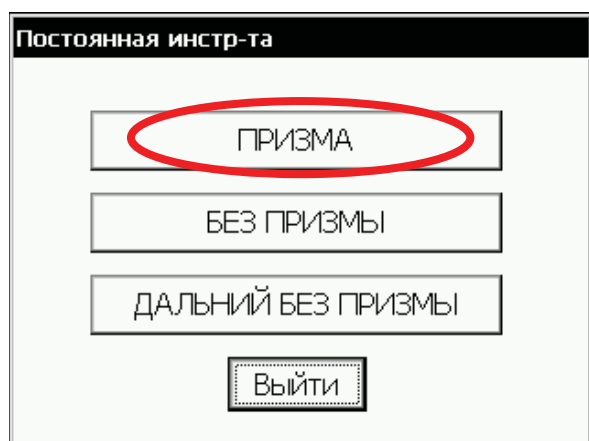 Постоянная инстр-та
ПРИЗМА
БЕЗ ПРИЗМЫ
ДАЛЬНИЙ БЕЗ ПРИЗМЫ
Выйти